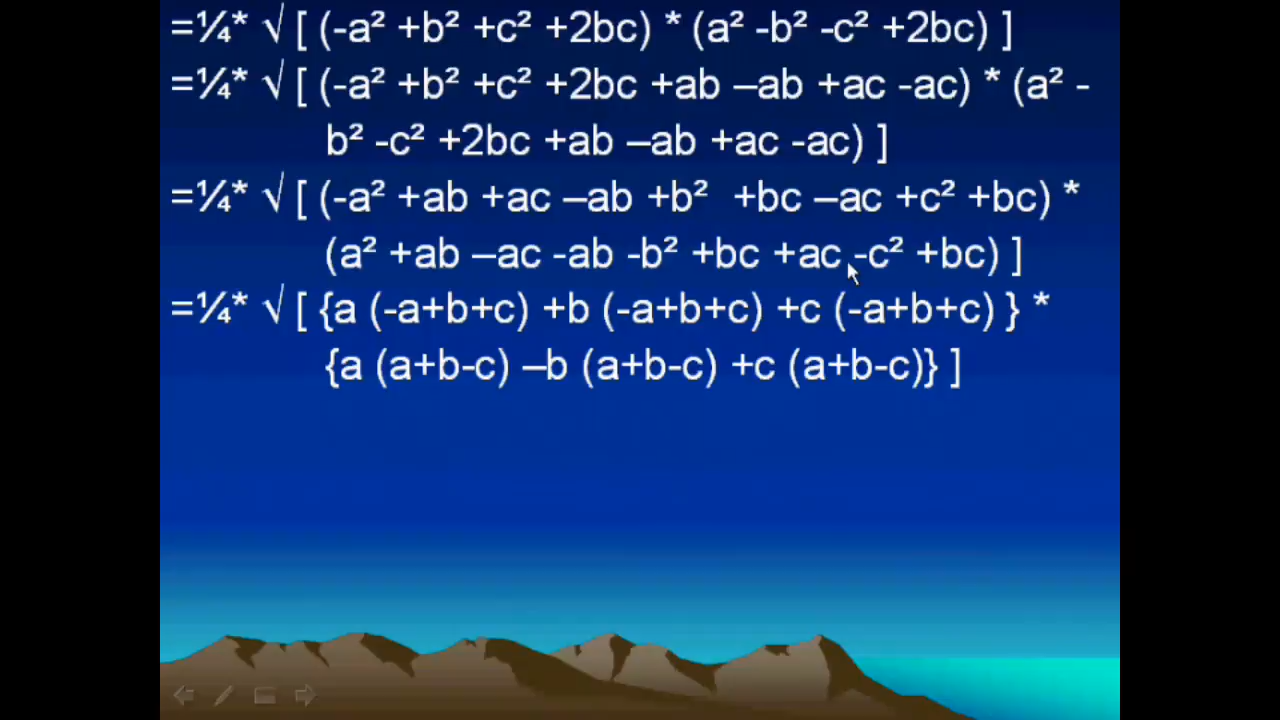 =¼* √ [ (-a² +b² +c² +2bc) * (a² -b² -c² +2bc) ]
=¼* √ [ (-a² +b² +c² +2bc +ab –ab +ac -ac) * (a² -
b² -c² +2bc +ab –ab +ac -ac) ]
=¼* √ [ (-a² +ab +ac –ab +b² +bc –ac +c² +bc) *
(a² +ab –ac -ab -b² +bc +ac -c² +bc) ]
=¼* √ [ {a (-a+b+c) +b (-a+b+c) +c (-a+b+c) } *
{a (a+b-c) –b (a+b-c) +c (a+b-c)} ]